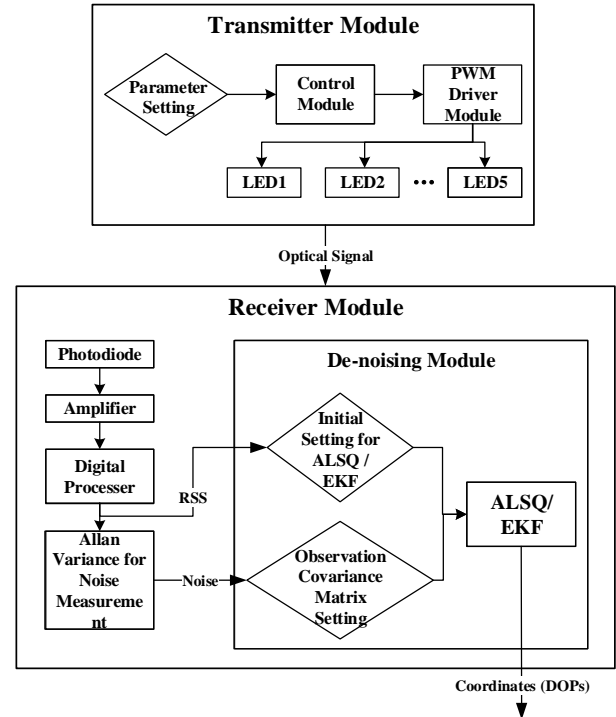 Transmitter Module
Parameter
Setting
Control
Module
PWM
Driver
Module
LED1
LED2
•••
LED5
Optical Signal
Receiver Module
Photodiode
Amplifier
Digital
Processer
Allan
Variance for
Noise
Measureme
nt
RSS
Noise
De-noising Module
Initial
Setting for
ALSQ /
EKF
Observation
Covariance
Matrix
Setting
ALSQ/
EKF
Coordinates (DOPs)